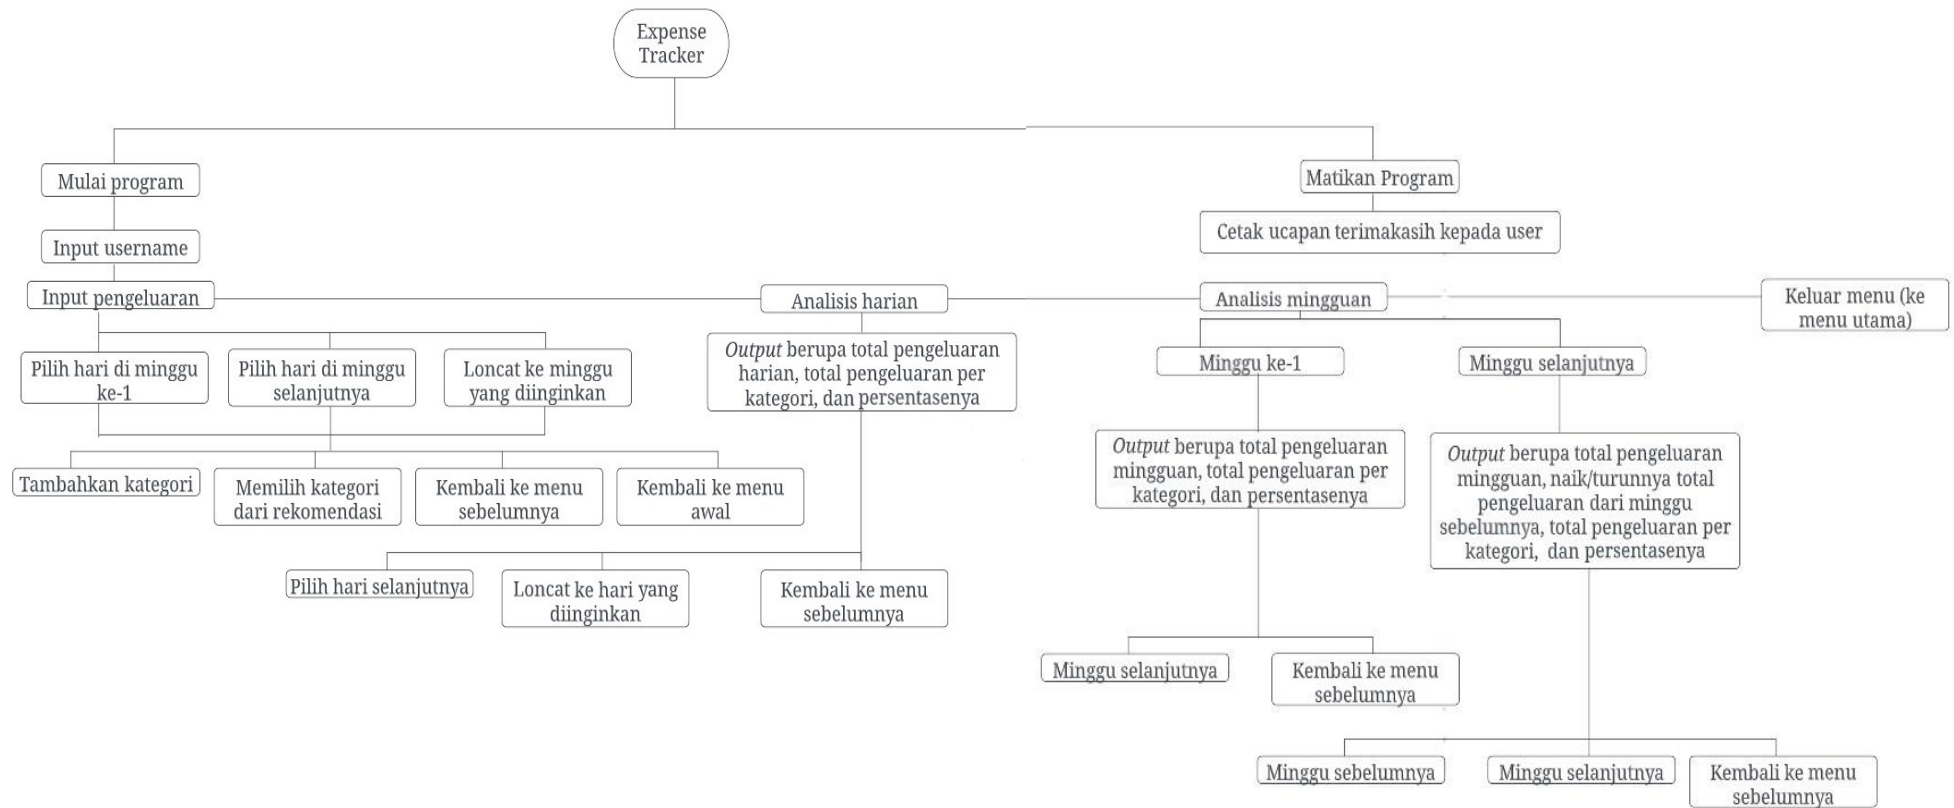 Expense
Tracker
Mulai program
Matikan Program
Input username
Cetak ucapan terimakasih kepada user
Input pengeluaran
Analisis harian
Analisis mingguan
Keluar menu (ke
menu utama)
Pilih hari di minggu
ke-1
Pilih hari di minggu
selanjutnya
Loncat ke minggu
yang diinginkan
Output berupa total pengeluaran
harian, total pengeluaran per
kategori, dan persentasenya
Minggu ke-1
Minggu selanjutnya
Tambahkan kategori
Memilih kategori
dari rekomendasi
Kembali ke menu
sebelumnya
Kembali ke menu
awal
Output berupa total pengeluaran
mingguan, total pengeluaran per
kategori, dan persentasenya
Output berupa total pengeluaran
mingguan, naik/turunnya total
pengeluaran dari minggu
sebelumnya, total pengeluaran per
kategori, dan persentasenya
Pilih hari selanjutnya
Loncat ke hari yang
diinginkan
Kembali ke menu
sebelumnya
Minggu selanjutnya
Kembali ke menu
sebelumnya
Minggu sebelumnya
Minggu selanjutnya
Kembali ke menu
sebelumnya